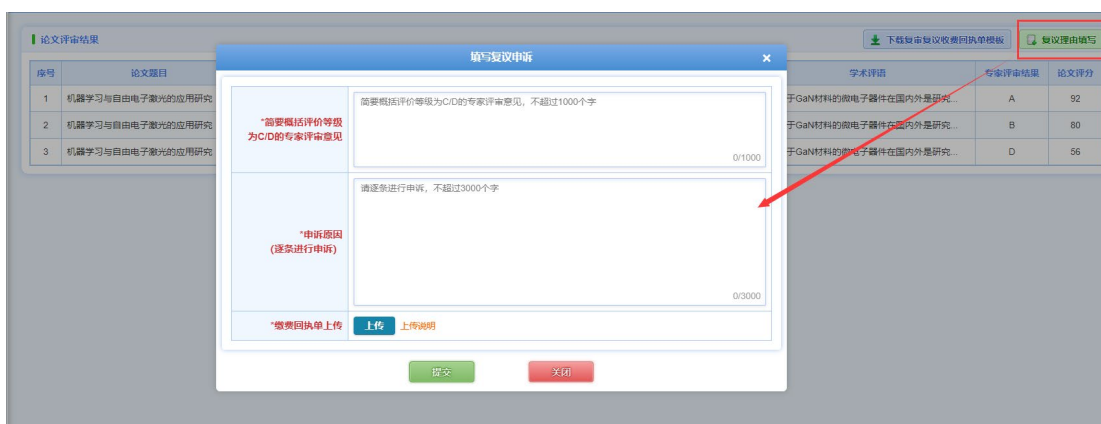 论文评审结果
下载复审复议收费回执单模板
复议理由填写
填写复议申诉
×
序号 论文题目 学术评语 专家评审结果 论文评分
1 机器学习与自由电子激光的应用研究 于GaN材料的微电子器件在国内外是研究... A 92
2 机器学习与自由电子激光的应用研究 于GaN材料的微电子器件在国内外是研究... B 80
3 机器学习与自由电子激光的应用研究 于GaN材料的微电子器件在国内外是研究... D 56
*简要概括评价等级
为C/D的专家评审意见
简要概括评价等级为C/D的专家评审意见，不超过1000个字
0/1000
*申诉原因
(逐条进行申诉)
请逐条进行申诉，不超过3000个字
0/3000
*缴费回执单上传 上传 上传说明
提交 关闭